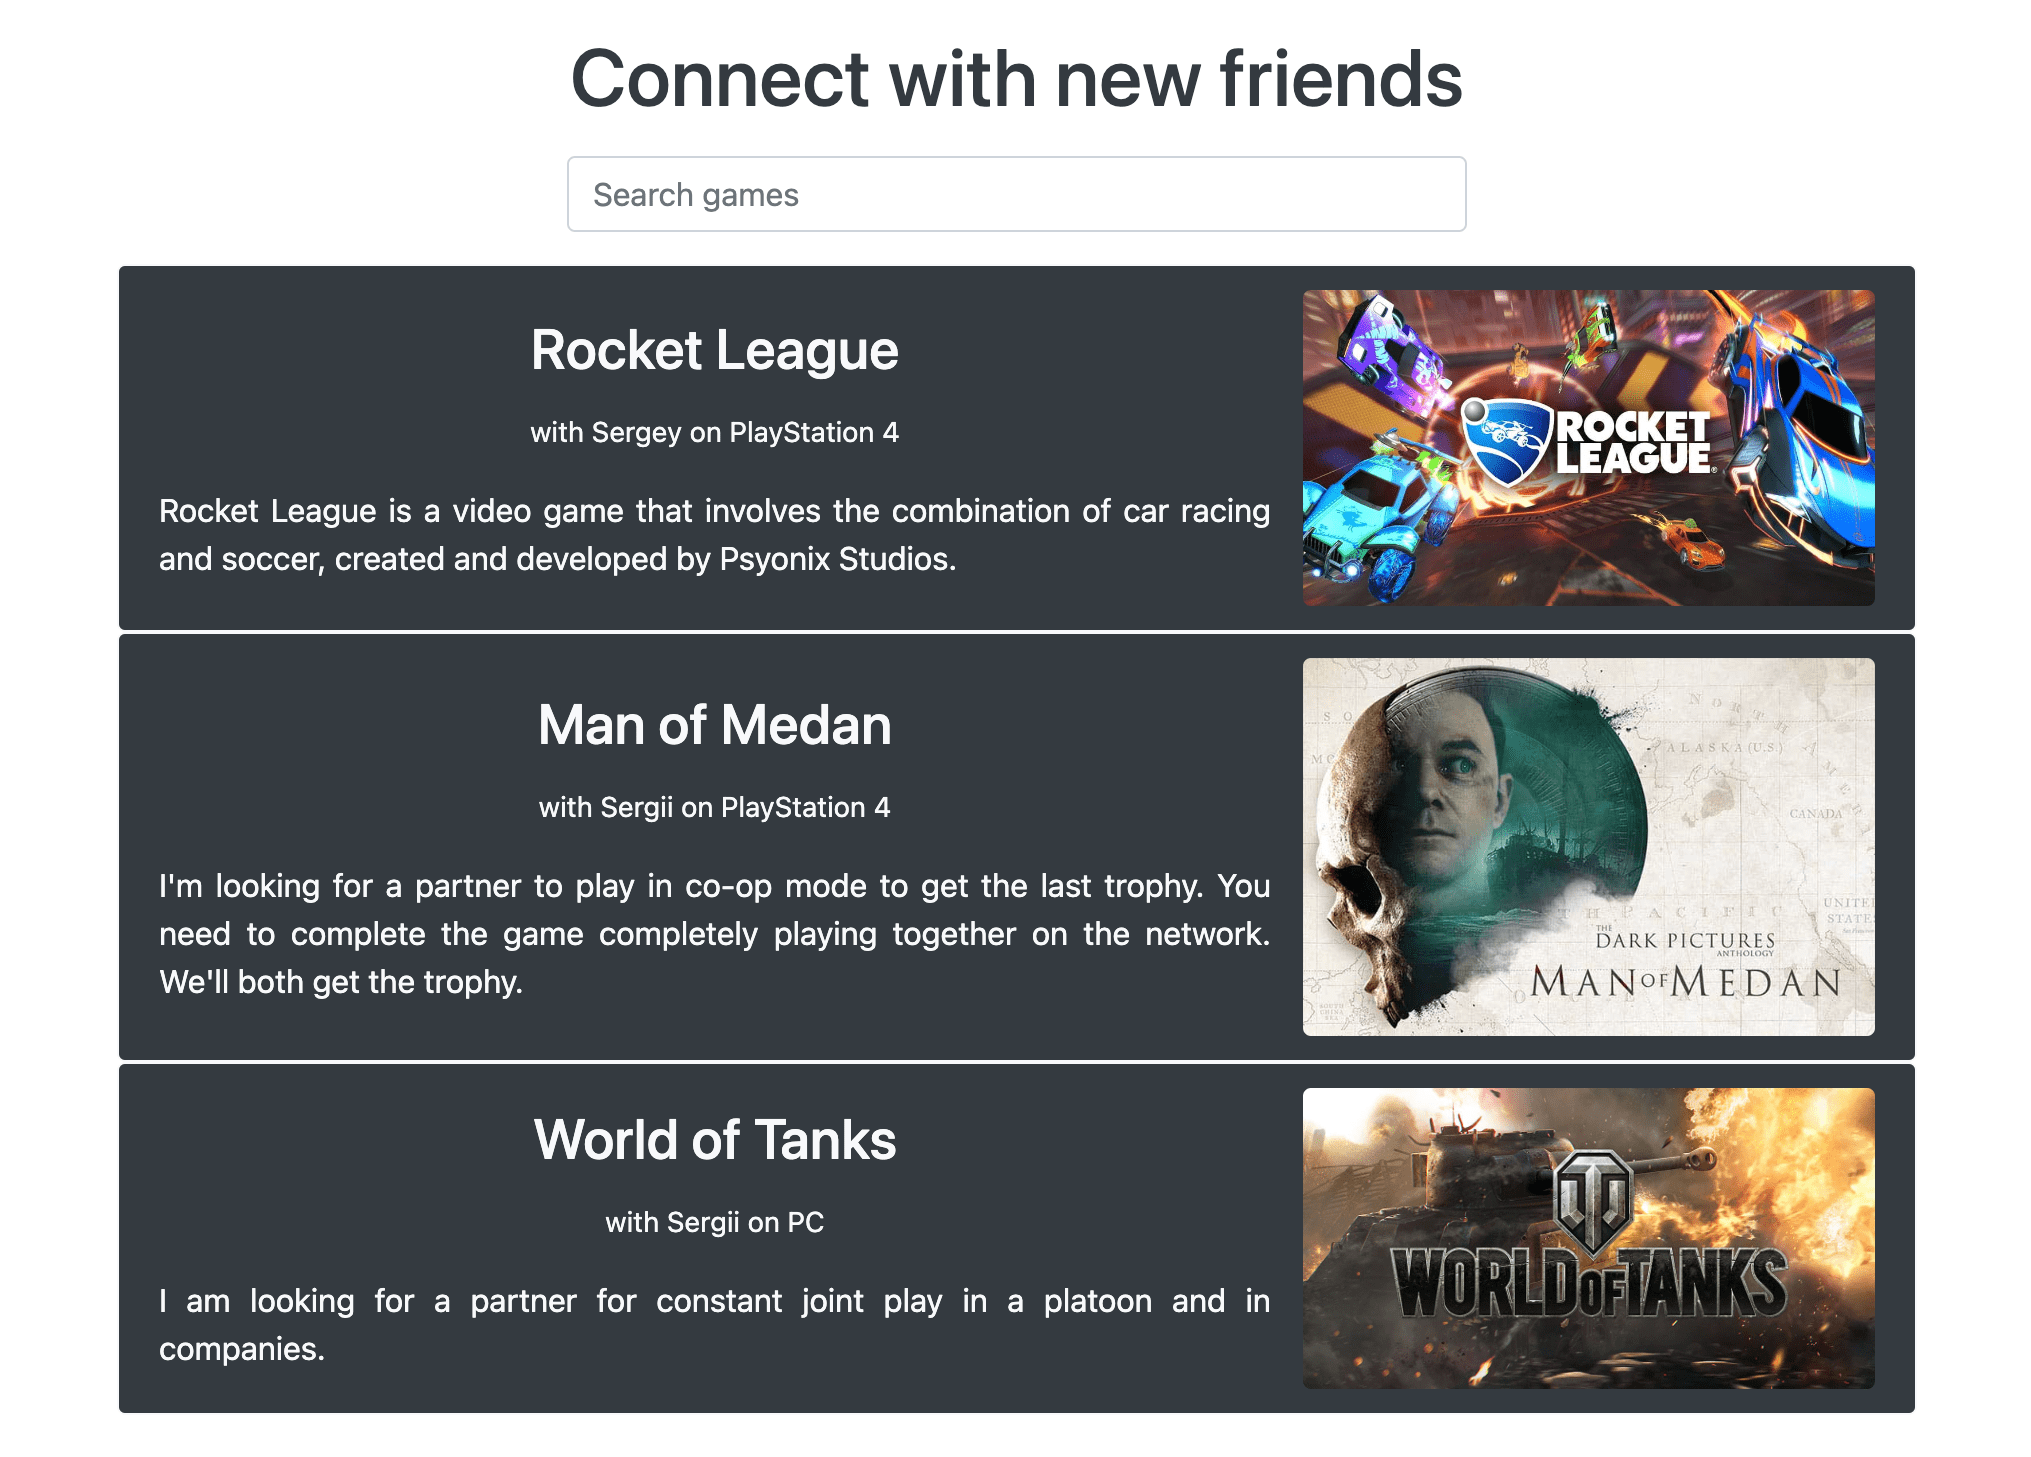 Connect with new friends
Search games
Rocket League
with Sergey on PlayStation 4
Rocket League is a video game that involves the combination of car racing
and soccer, created and developed by Psyonix Studios.
ROCKET
LEAGUE
Man of Medan
with Sergii on PlayStation 4
I'm looking for a partner to play in co-op mode to get the last trophy. You
need to complete the game completely playing together on the network.
We'll both get the trophy.
NORTH
ALASKA (U.S.)
CANADA
TH PACIFIC
THE
DARK PICTURES
ANTHOLOGY
MAN OF MEDAN
SOUTH
CHINA
SEA
World of Tanks
with Sergii on PC
I am looking for a partner for constant joint play in a platoon and in
companies.
WORLD OF TANKS